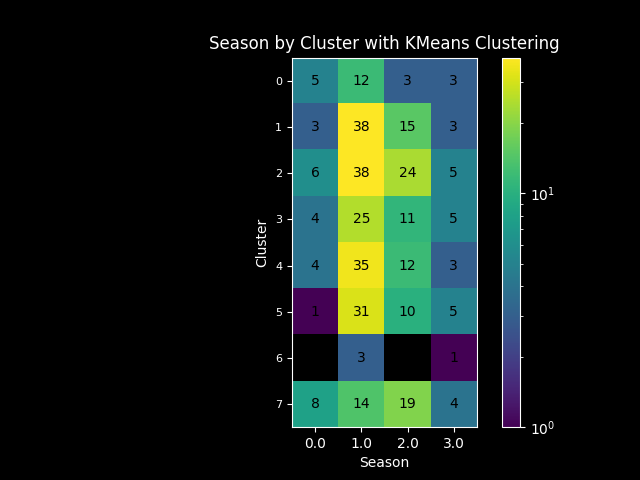 Season by Cluster with KMeans Clustering
0 5 12 3 3
1 3 38 15 3
2 6 38 24 5
3 4 25 11 5
4 4 35 12 3
5 1 31 10 5
6 3 1
7 8 14 19 4
Cluster
0.0 1.0 2.0 3.0
Season
10¹
10⁰